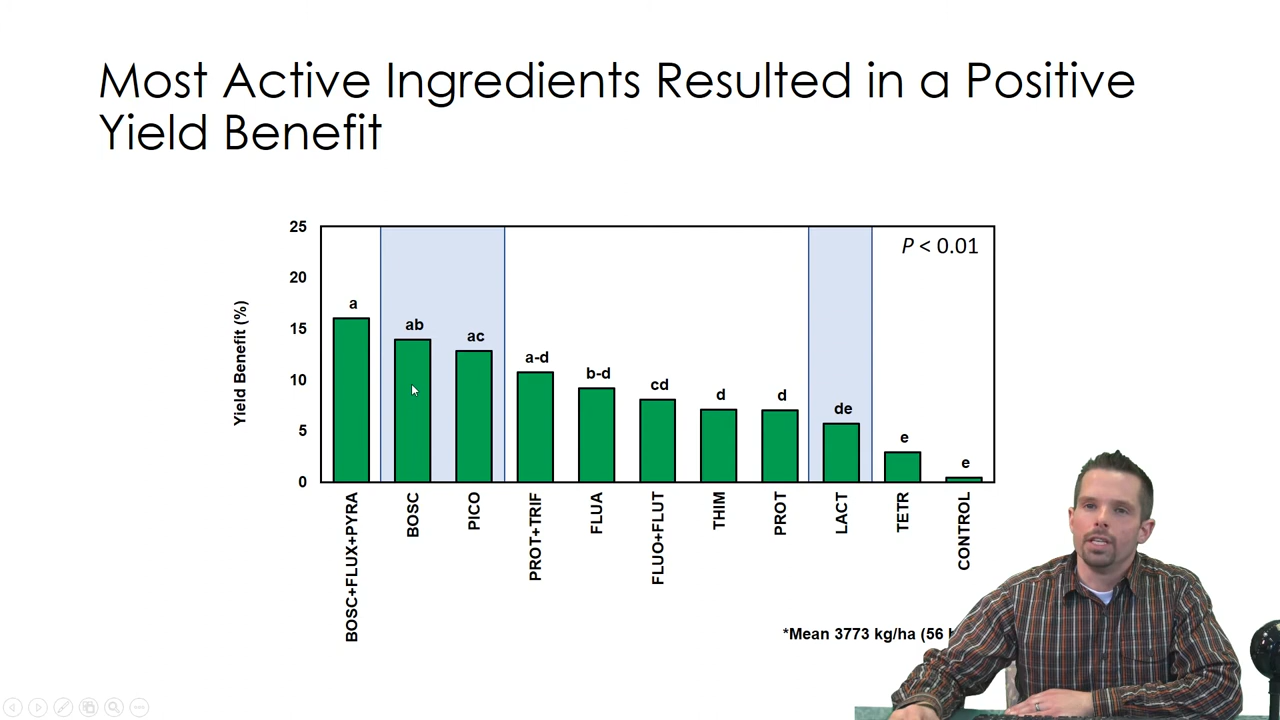 Most Active Ingredients Resulted in a Positive
Yield Benefit
25
20
15
10
5
0
Yield Benefit (%)
P < 0.01
a
ab
ac
a-d
b-d
cd
d
d
de
e
e
BOSC+FLUX+PYRA
BOSC
PICO
PROT+TRIF
FLUA
FLUO+FLUT
THIM
PROT
LACT
TETR
CONTROL
*Mean 3773 kg/ha (56